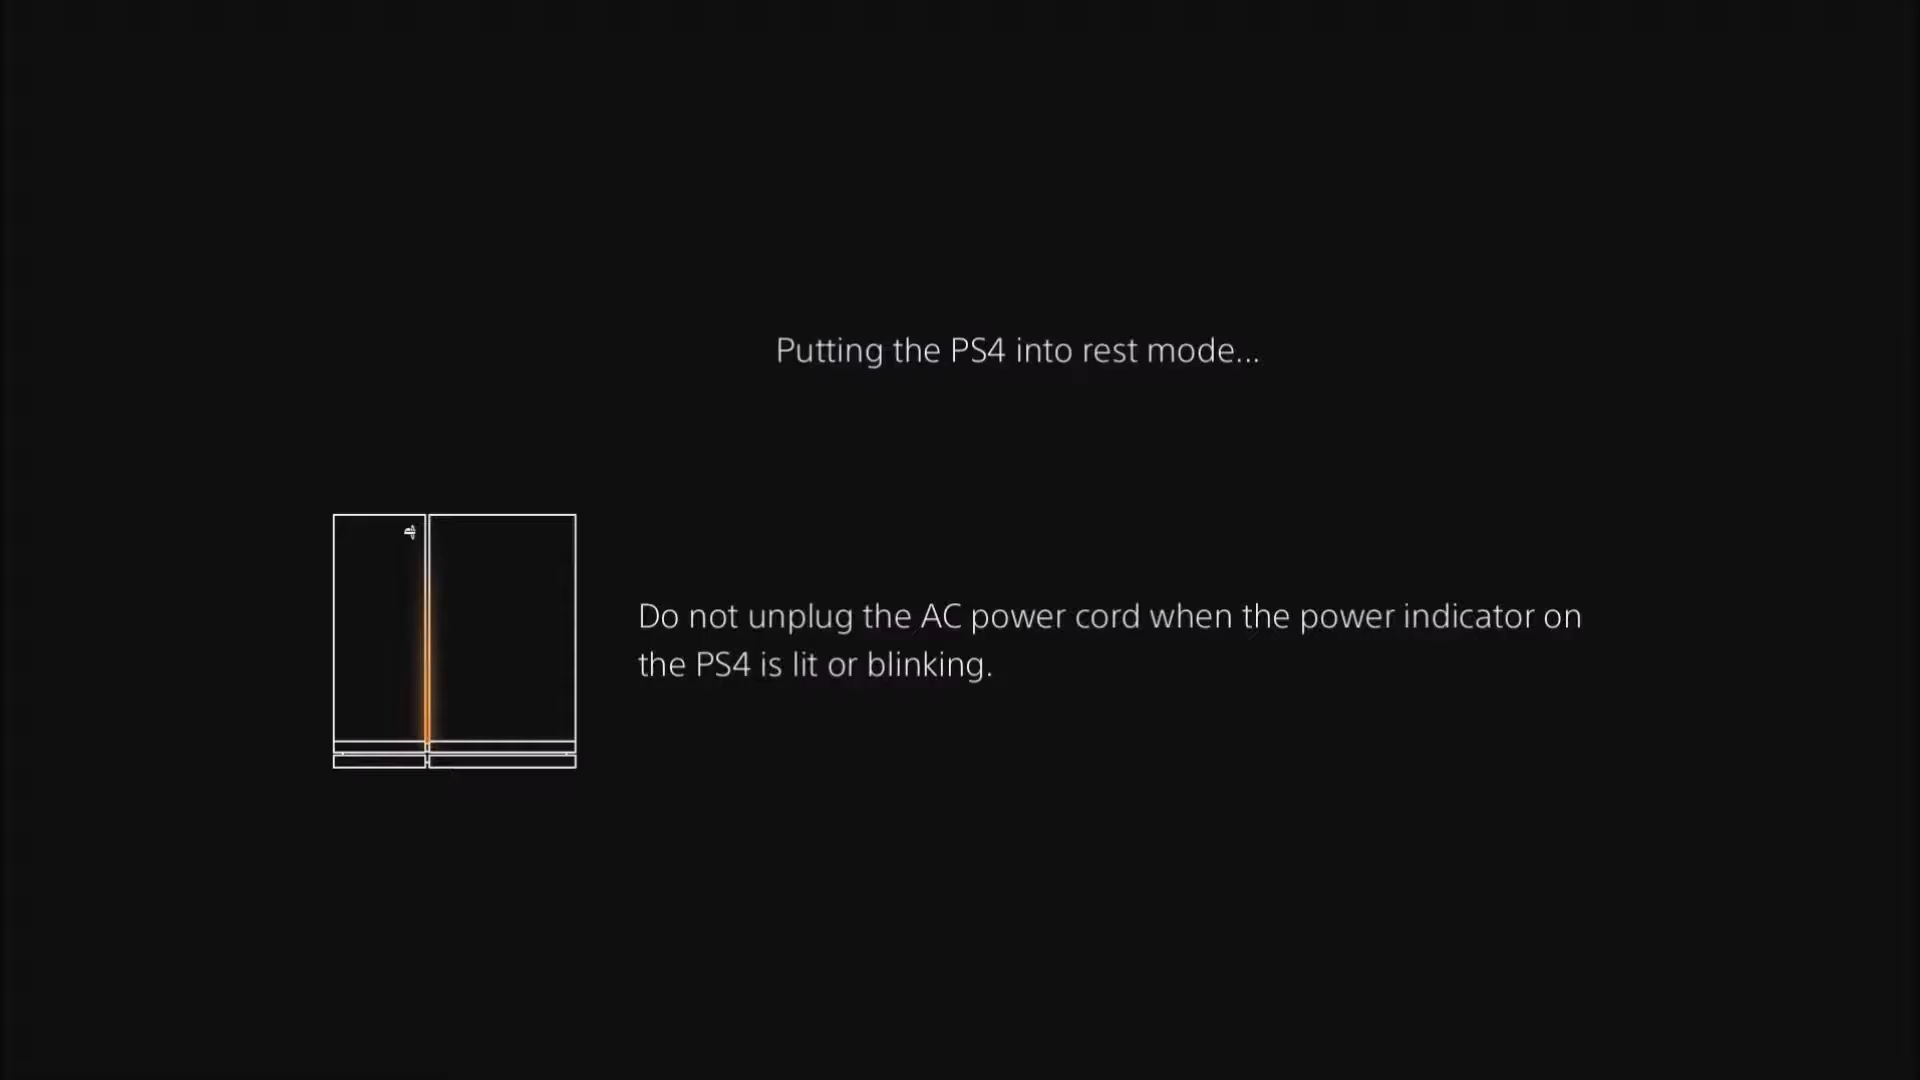 Putting the PS4 into rest mode...
Do not unplug the AC power cord when the power indicator on
the PS4 is lit or blinking.